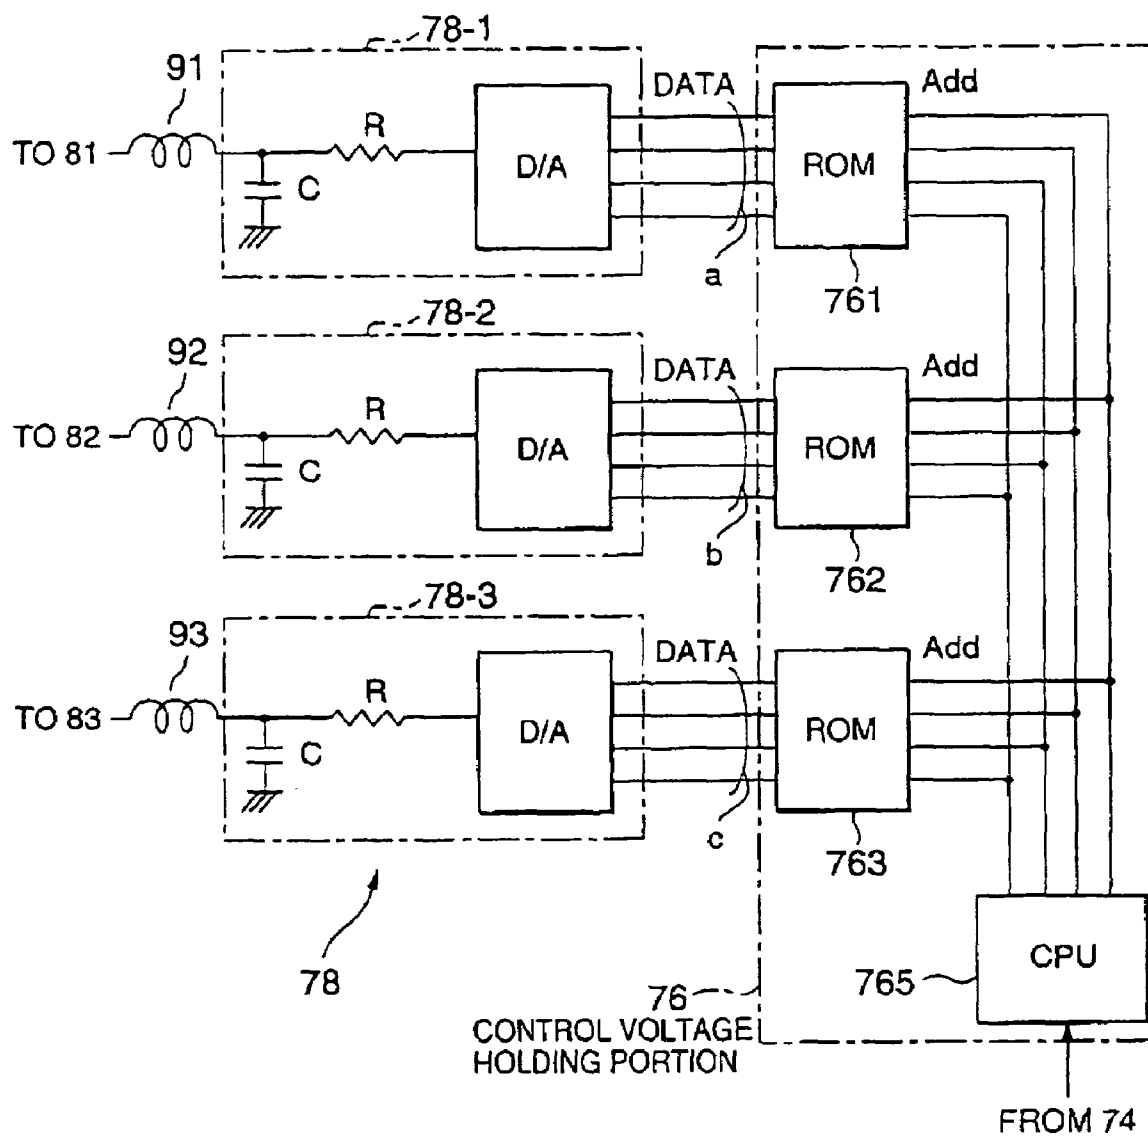 78-1
91
DATA
Add
TO 81
R
C
D/A
ROM
a
761
78-2
92
DATA
Add
TO 82
R
C
D/A
ROM
b
762
78-3
93
DATA
Add
TO 83
R
C
D/A
ROM
c
763
78
765
CPU
76
CONTROL VOLTAGE
HOLDING PORTION
FROM 74